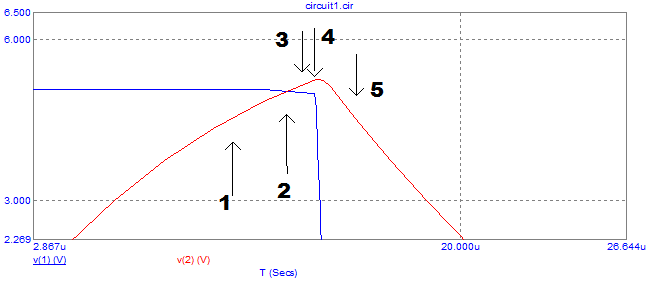 circuit1.cir
6.500
6.000
3 4
5
1 2
3.000
2.269
2.867u 20.000u 26.644u
v(1) (V) v(2) (V)
T (Secs)